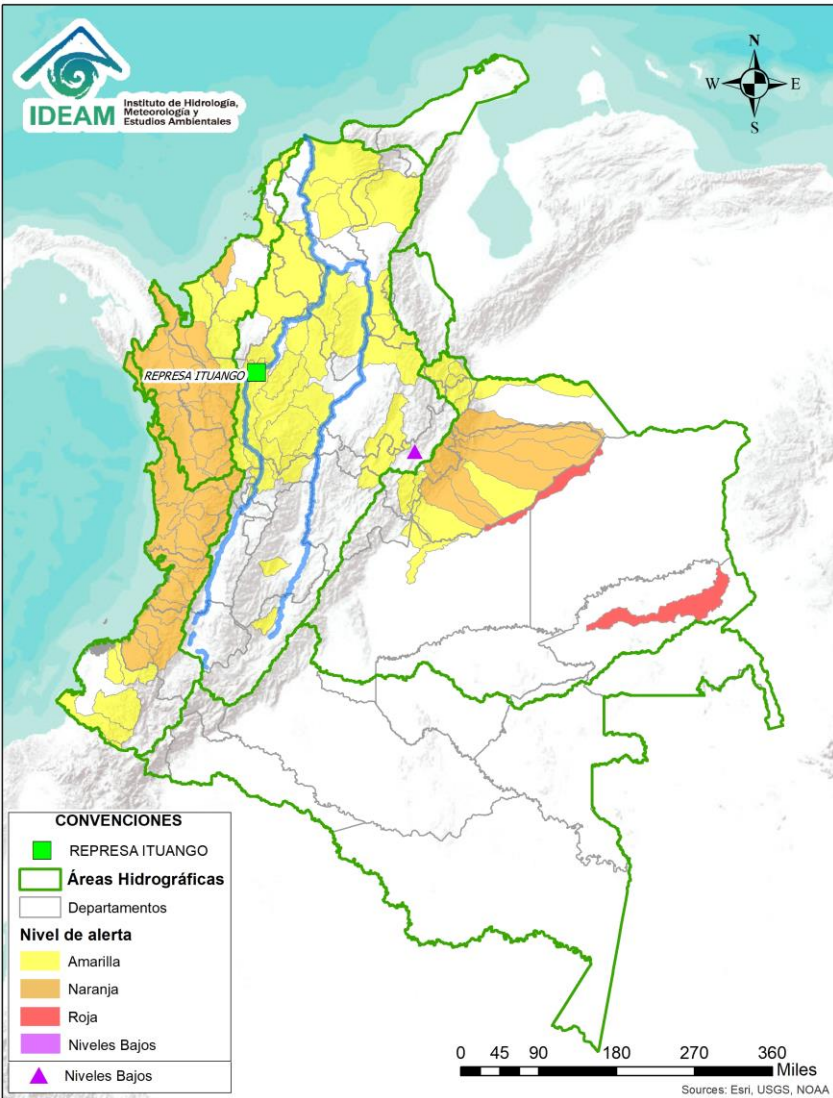 IDEAM
Instituto de Hidrología,
Meteorología y
Estudios Ambientales
N
W
E
S
REPRESA ITUANGO
CONVENCIONES
REPRESA ITUANGO
Áreas Hidrográficas
Departamentos
Nivel de alerta
Amarilla
Naranja
Roja
Niveles Bajos
Niveles Bajos
0 45 90 180 270 360
Miles
Sources: Esri, USGS, NOAA